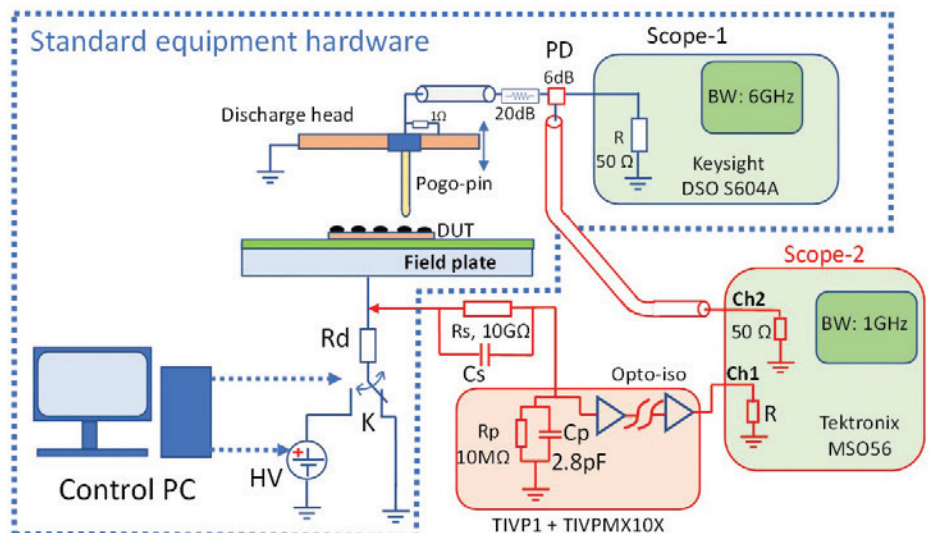 Standard equipment hardware
PD
6dB
Scope-1
BW: 6GHz
R
50 Ω
Keysight
DSO S604A
1Ω
20dB
Discharge head
Pogo-pin
DUT
Field plate
Scope-2
Ch2
50 Ω
BW: 1GHz
Ch1
R
Tektronix
MSO56
Rd
Rs, 10GΩ
Cs
Opto-iso
K
Rp
10MΩ
Cp
2.8pF
+
HV
Control PC
TIVP1 + TIVPMX10X